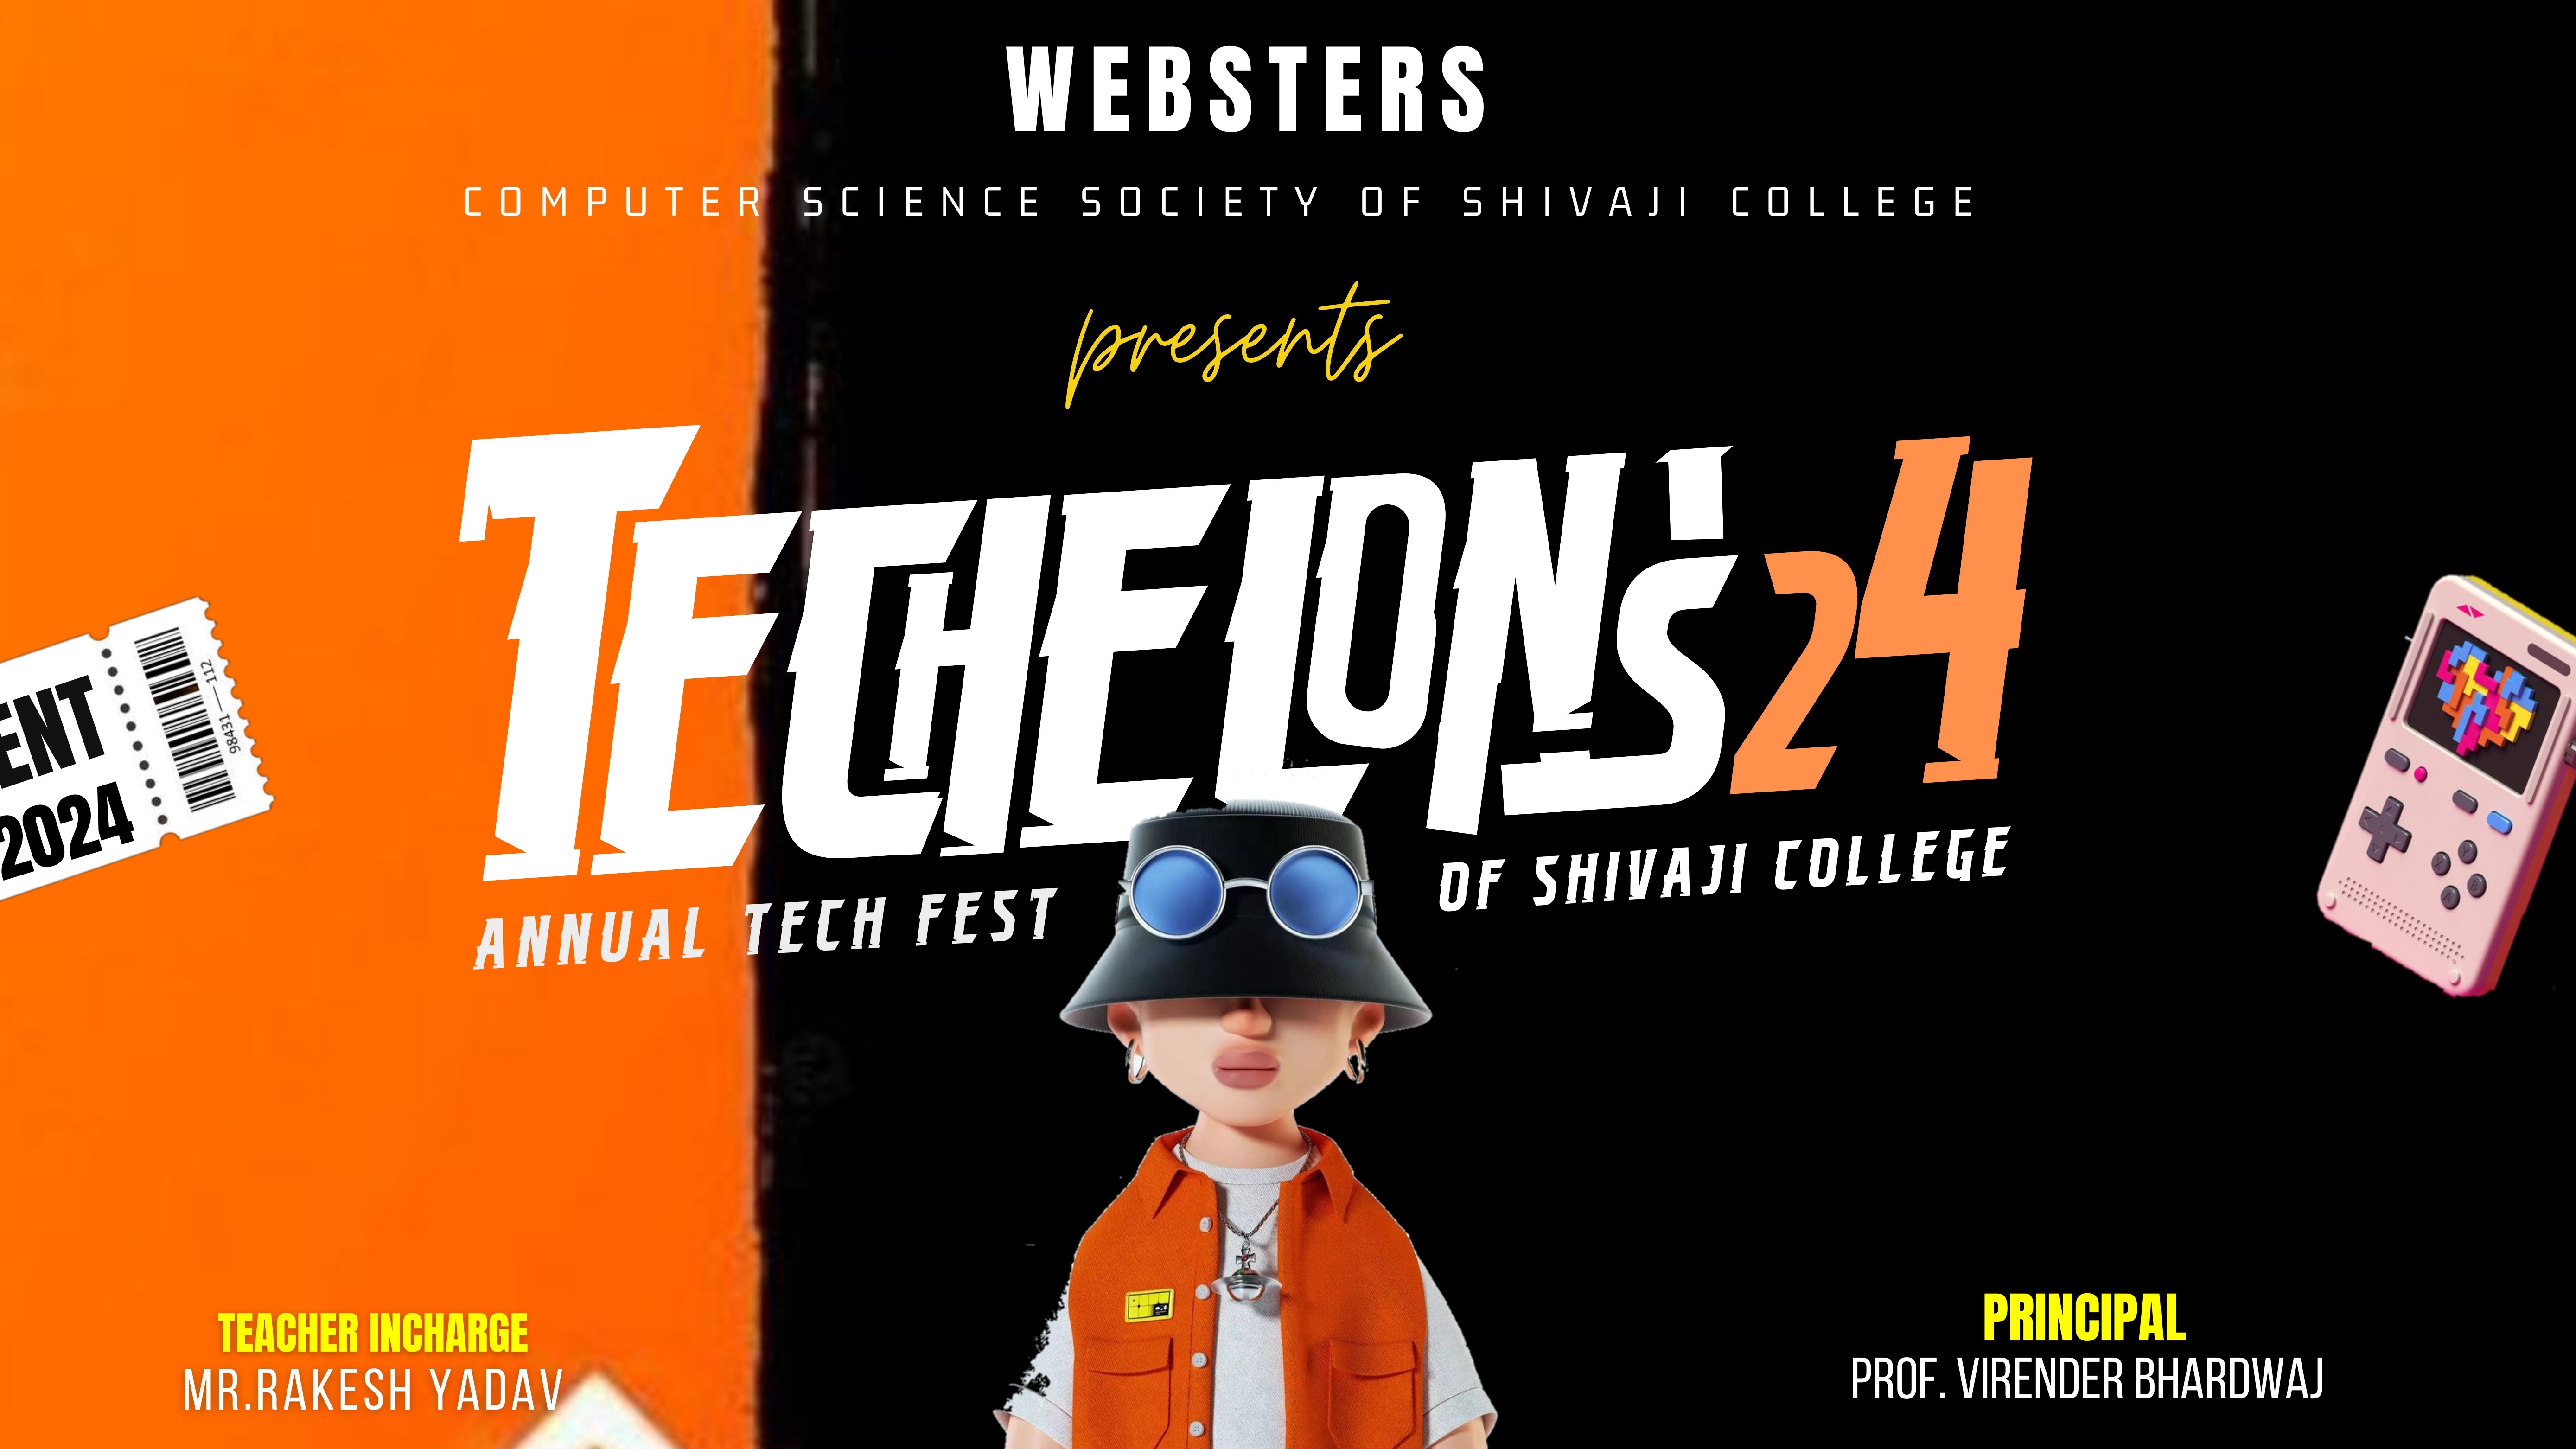 WEBSTERS
COMPUTER SCIENCE SOCIETY OF SHIVAJI COLLEGE
presents
TECHELON'S 24
ANNUAL TECH FEST
OF SHIVAJI COLLEGE
ENT
2024
98431—112
TEACHER INCHARGE
MR.RAKESH YADAV
PRINCIPAL
PROF. VIRENDER BHARDWAJ